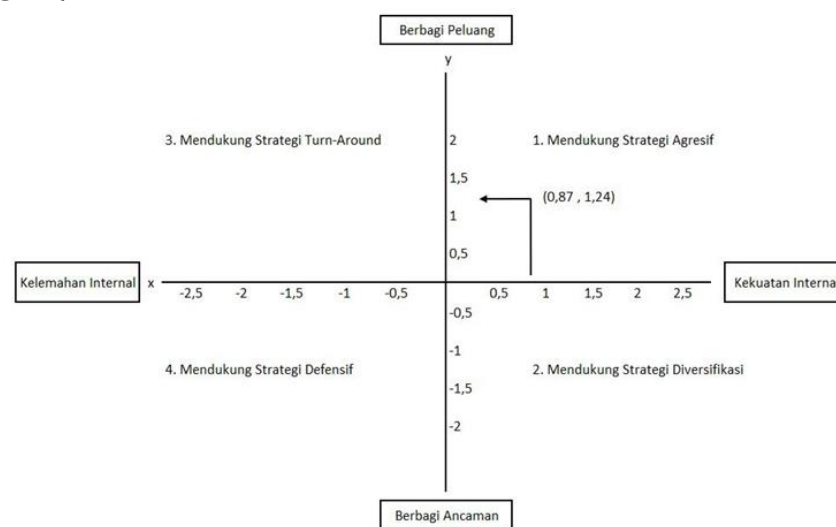 Berbagi Peluang
y
3. Mendukung Strategi Turn-Around
2
1. Mendukung Strategi Agresif
1,5
(0,87 , 1,24)
1
0,5
Kelemahan Internal
x
Kekuatan Interna
-2,5 -2 -1,5 -1 -0,5 0,5 1 1,5 2 2,5
-0,5
-1
4. Mendukung Strategi Defensif
2. Mendukung Strategi Diversifikasi
-1,5
-2
Berbagi Ancaman